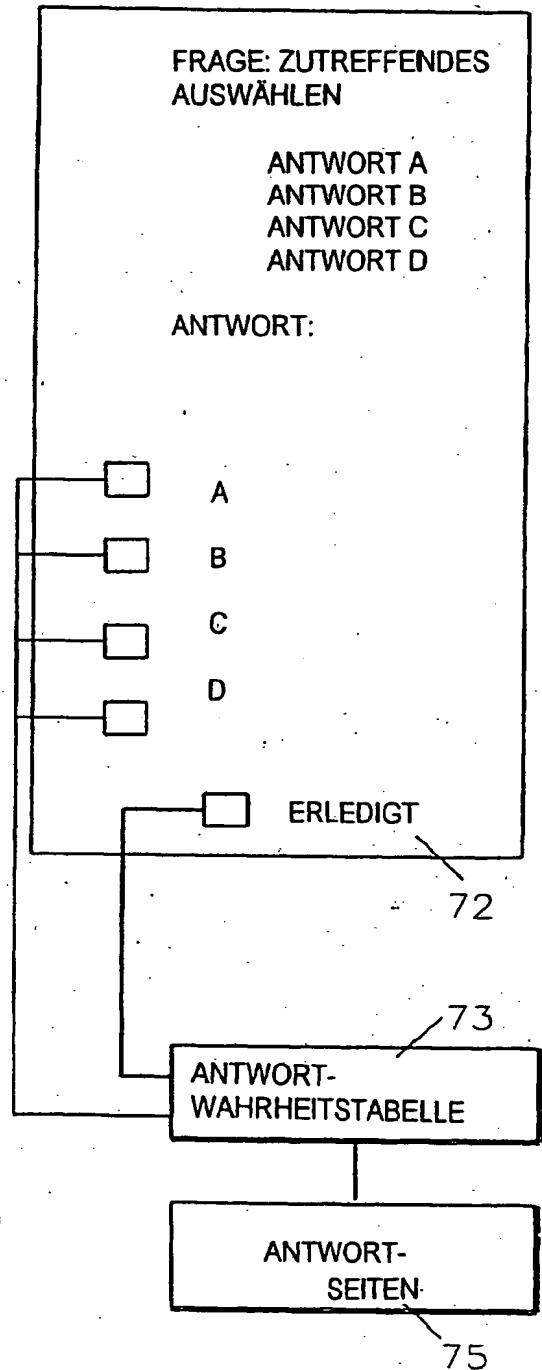 FRAGE: ZUTREFFENDES
AUSWÄHLEN
ANTWORT A
ANTWORT B
ANTWORT C
ANTWORT D
ANTWORT:
A
B
C
D
ERLEDIGT
72
73
ANTWORT-
WAHRHEITSTABELLE
ANTWORT-
SEITEN
75